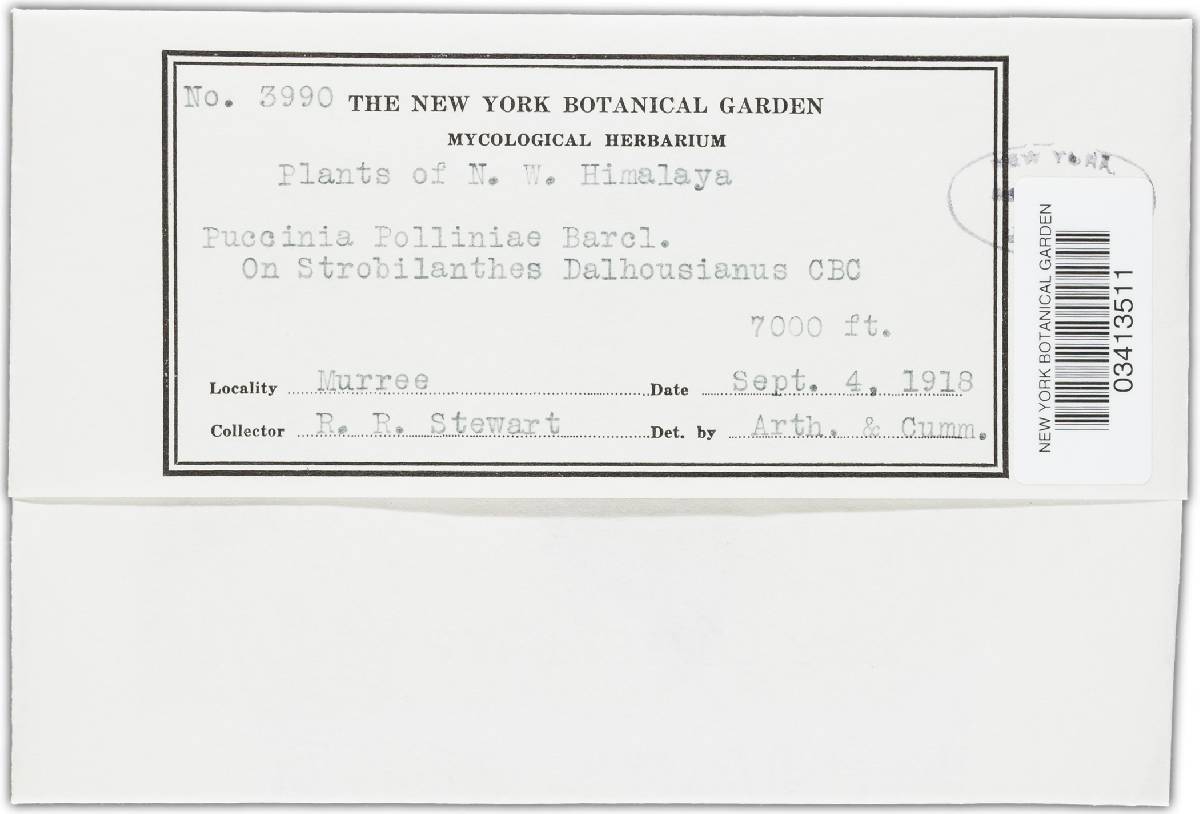 No. 3990 THE NEW YORK BOTANICAL GARDEN
MYCOLOGICAL HERBARIUM
Plants of N. W. Himalaya
Puccinia Polliniae Barcl.
On Strobilanthes Dalhousianus CBC
7000 ft.
Locality Murree Date Sept. 4, 1918
Collector R. R. Stewart Det. by Arth. & Cumm.
NEW YORK
NEW YORK BOTANICAL GARDEN
03413511